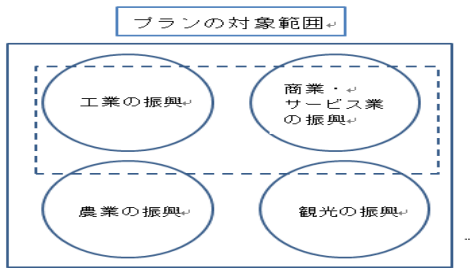 プランの対象範囲
工業の振興
商業・
サービス業
の振興
農業の振興
観光の振興